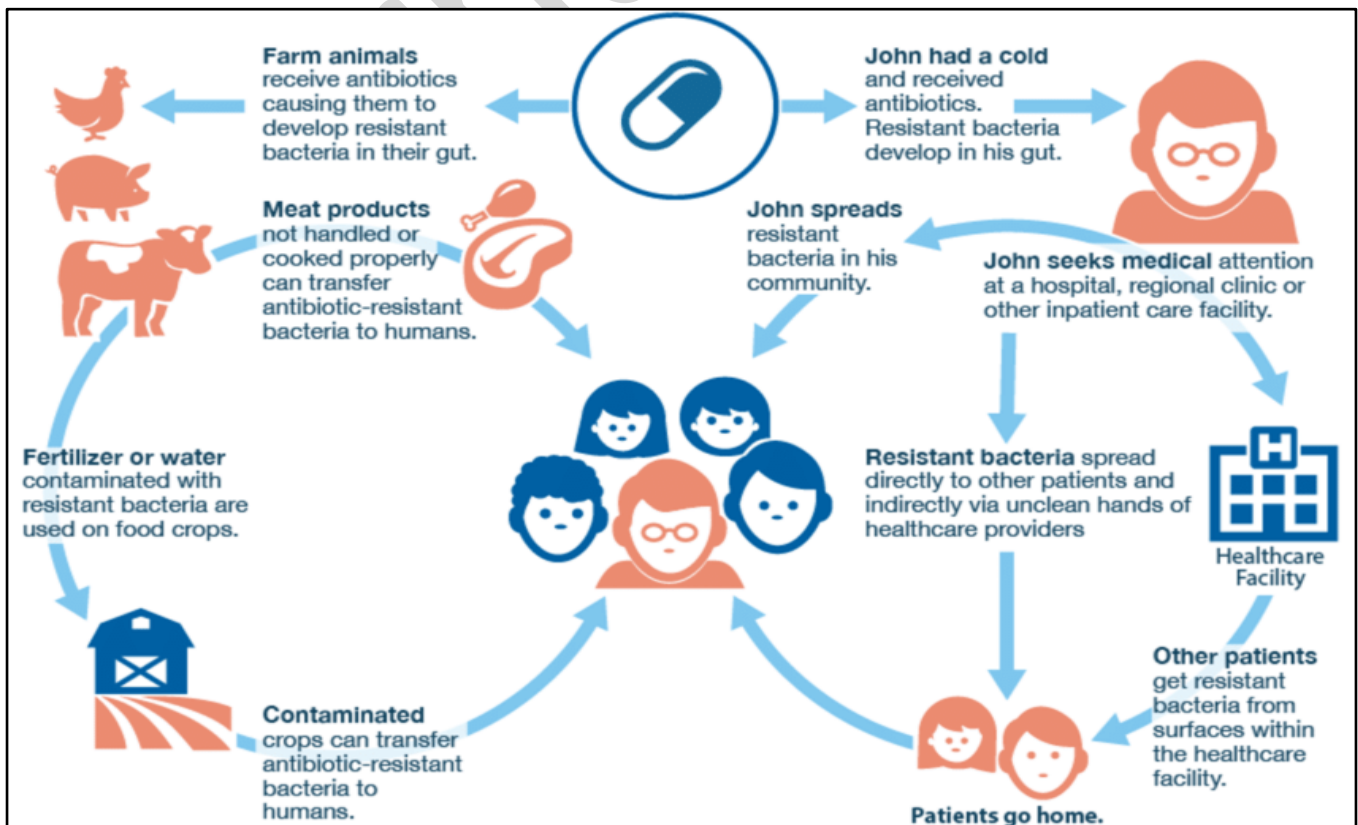 Farm animals
receive antibiotics
causing them to
develop resistant
bacteria in their gut.
John had a cold
and received
antibiotics.
Resistant bacteria
develop in his gut.
Meat products
not handled or
cooked properly
can transfer
antibiotic-resistant
bacteria to humans.
John spreads
resistant
bacteria in his
community.
John seeks medical attention
at a hospital, regional clinic or
other inpatient care facility.
Fertilizer or water
contaminated with
resistant bacteria are
used on food crops.
Resistant bacteria spread
directly to other patients and
indirectly via unclean hands of
healthcare providers
H
Healthcare
Facility
Contaminated
crops can transfer
antibiotic-resistant
bacteria to
humans.
Other patients
get resistant
bacteria from
surfaces within
the healthcare
facility.
Patients go home.